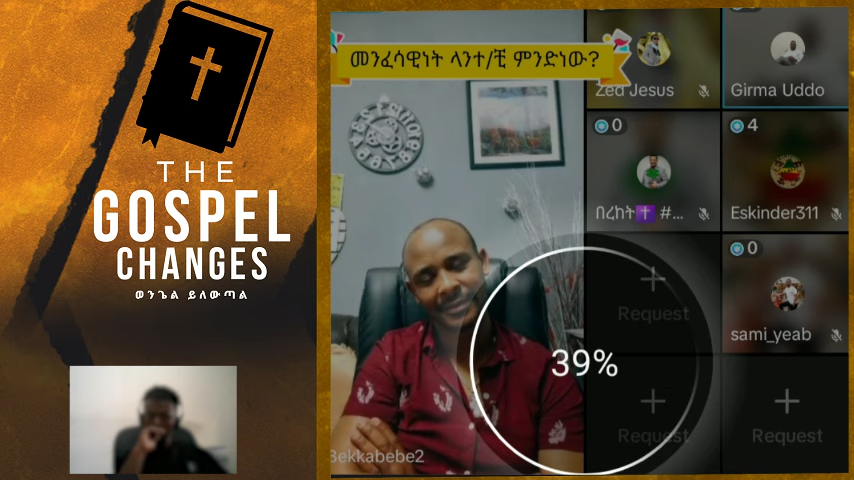 THE
GOSPEL
CHANGES
ወንጌል ይለውጣል
መንፈሳዊነት ላንተ/ቺ ምንድነው?
Zed Jesus
Girma Uddo
0
4
በረከት✝️ #...
Eskinder311
0
Request
sami_yeab
39%
Request
Request
Bekkabebe2